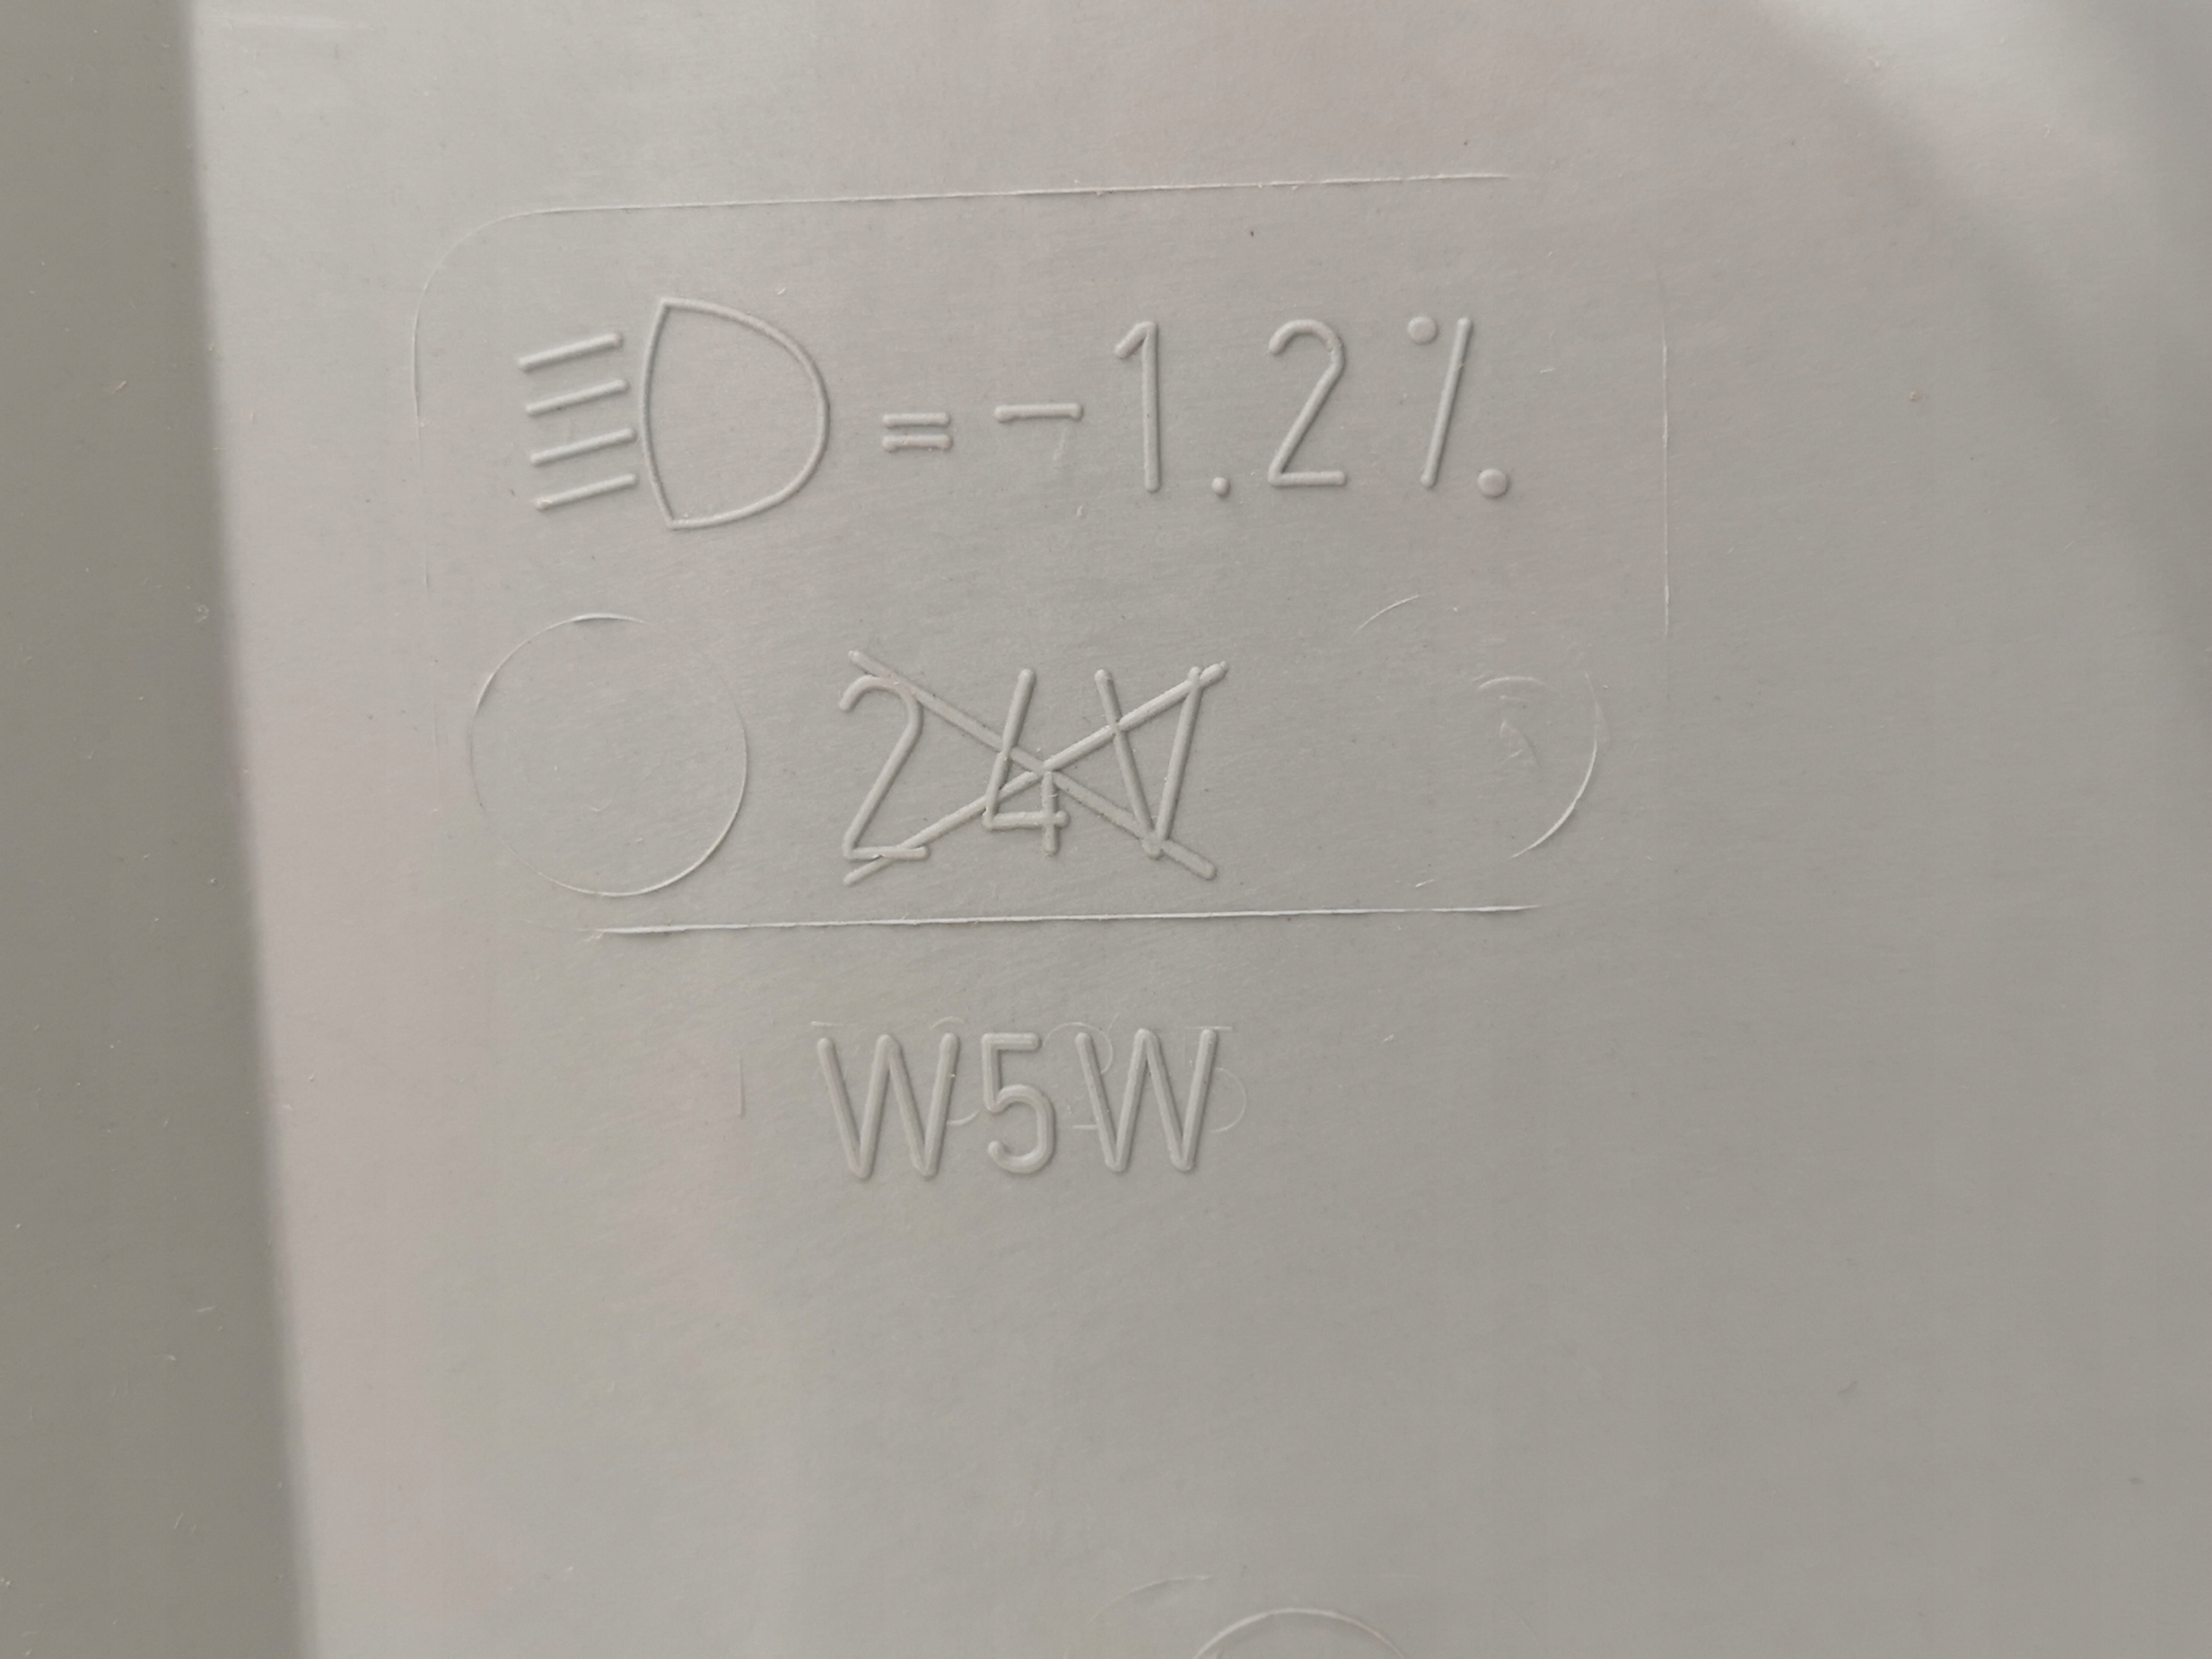 = -1.2%
24V
W5W